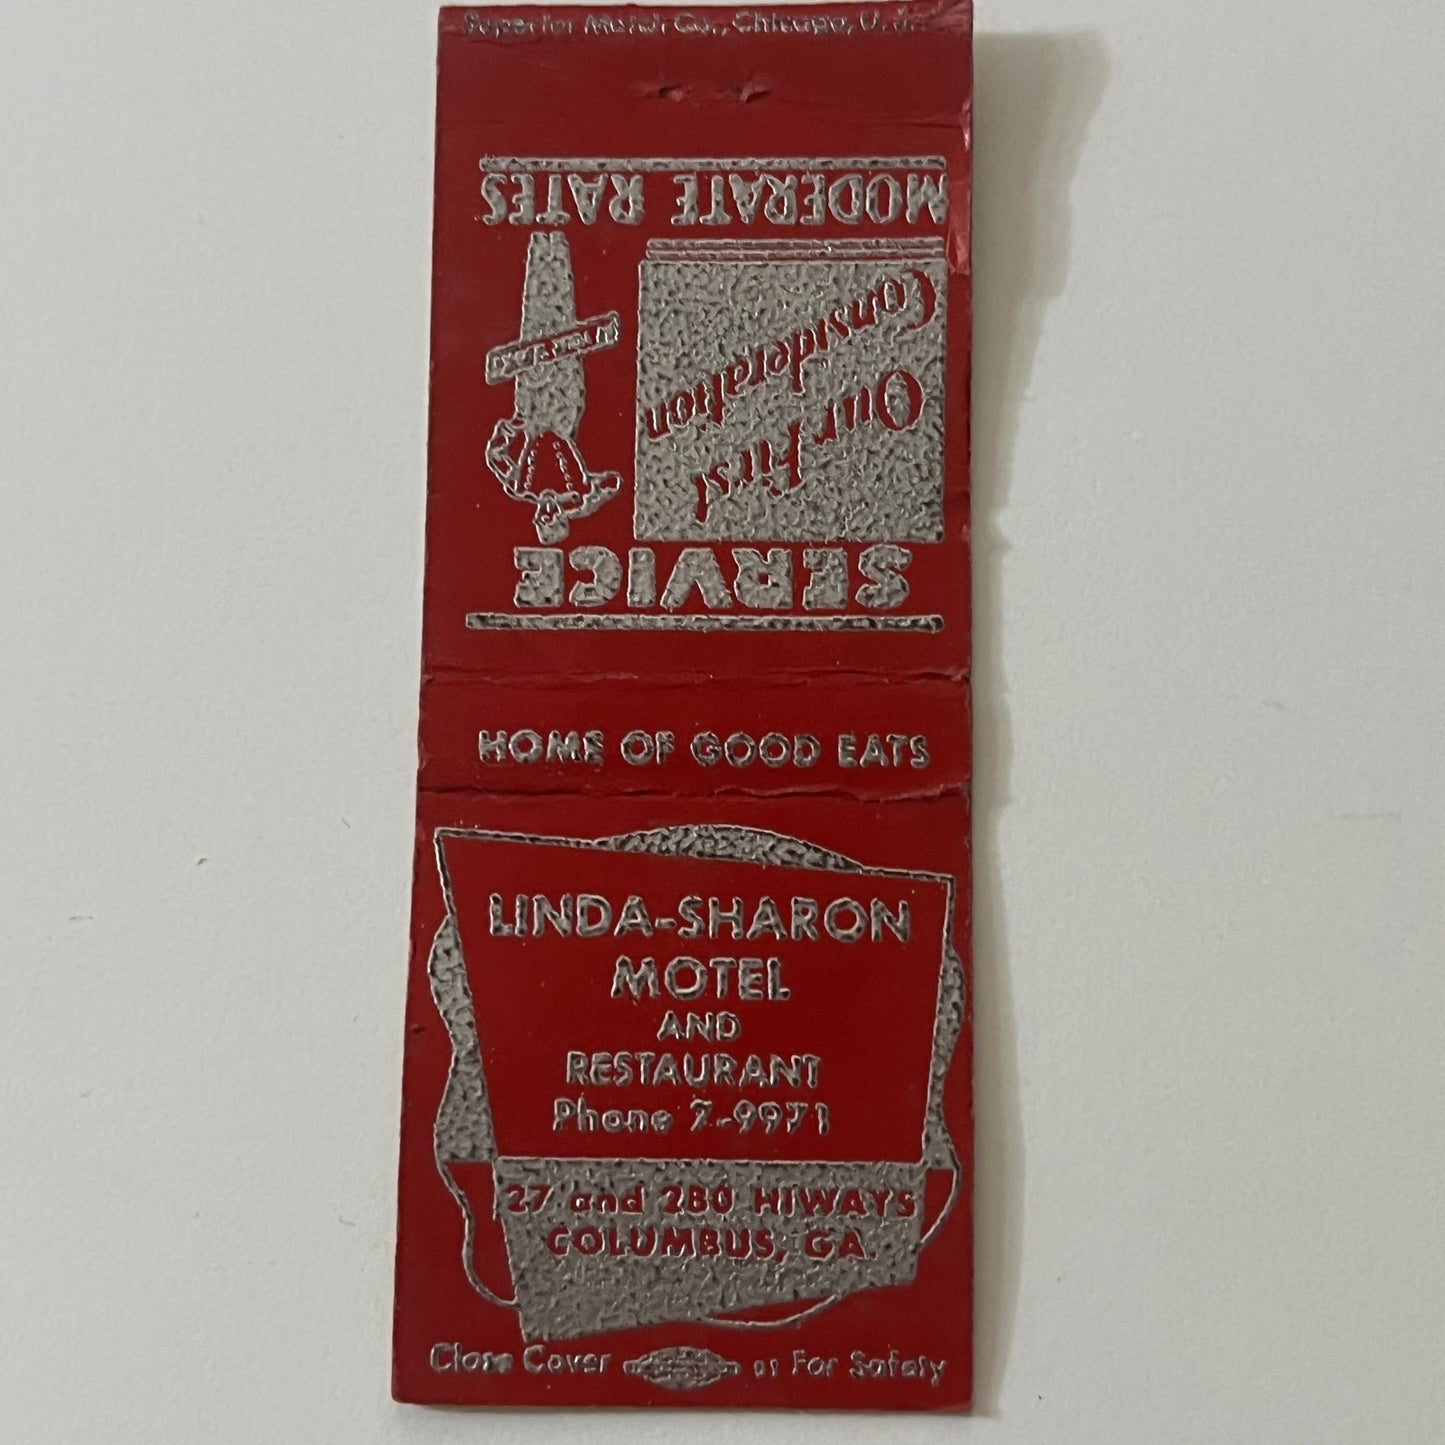 Superior Match Co., Chicago, U.S.
SERVICE
Our First
Consideration
MODERATE RATES
HOME OF GOOD EATS
LINDA-SHARON
MOTEL
AND
RESTAURANT
Phone 7-9971
27 and 280 HIWAYS
COLUMBUS, GA.
Close Cover For Safety